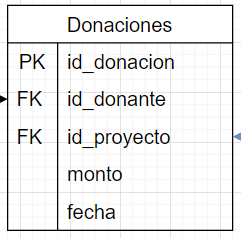 Donaciones
PK id_donacion
FK id_donante
FK id_proyecto
monto
fecha